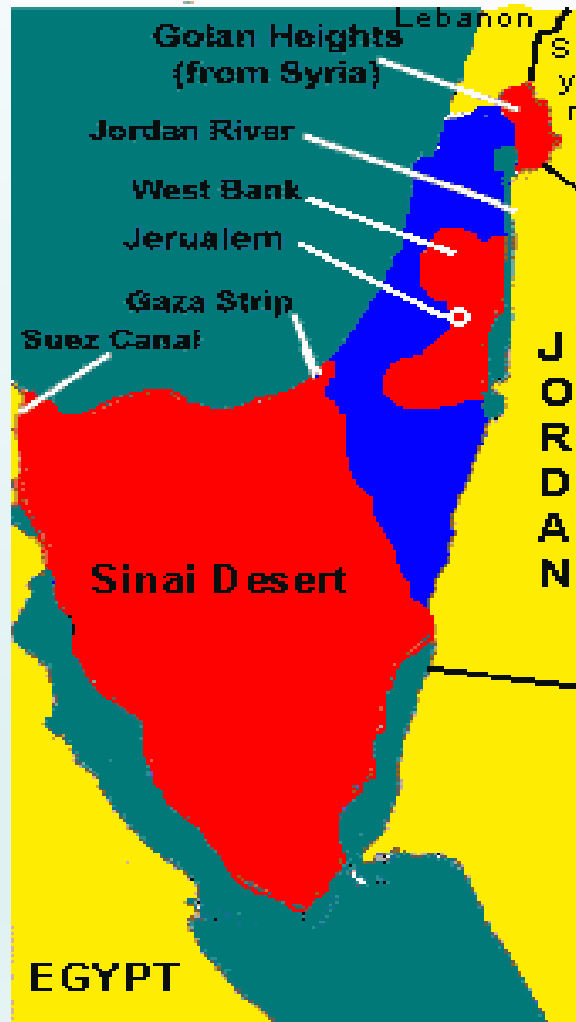 Lebanon
Golan Heights
(from Syria)
S
y
r
Jordan River
West Bank
Jerualem
Gaza Strip
Suez Canal
JORDAN
Sinai Desert
EGYPT